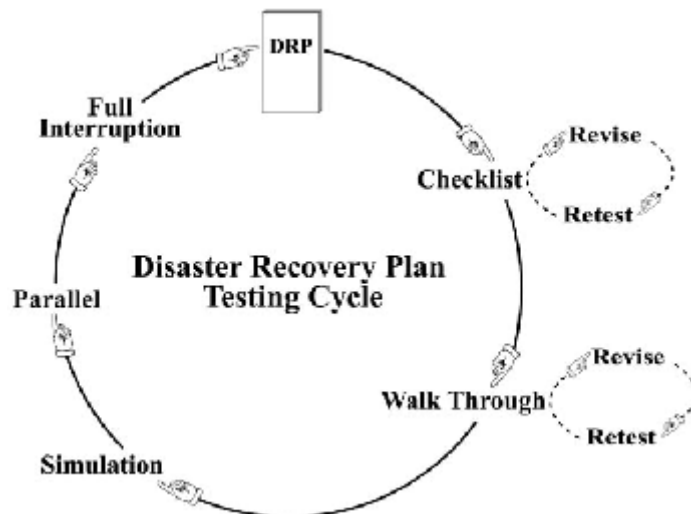 DRP
Full
Interruption
Revise
Checklist
Retest
Disaster Recovery Plan
Testing Cycle
Parallel
Revise
Walk Through
Retest
Simulation